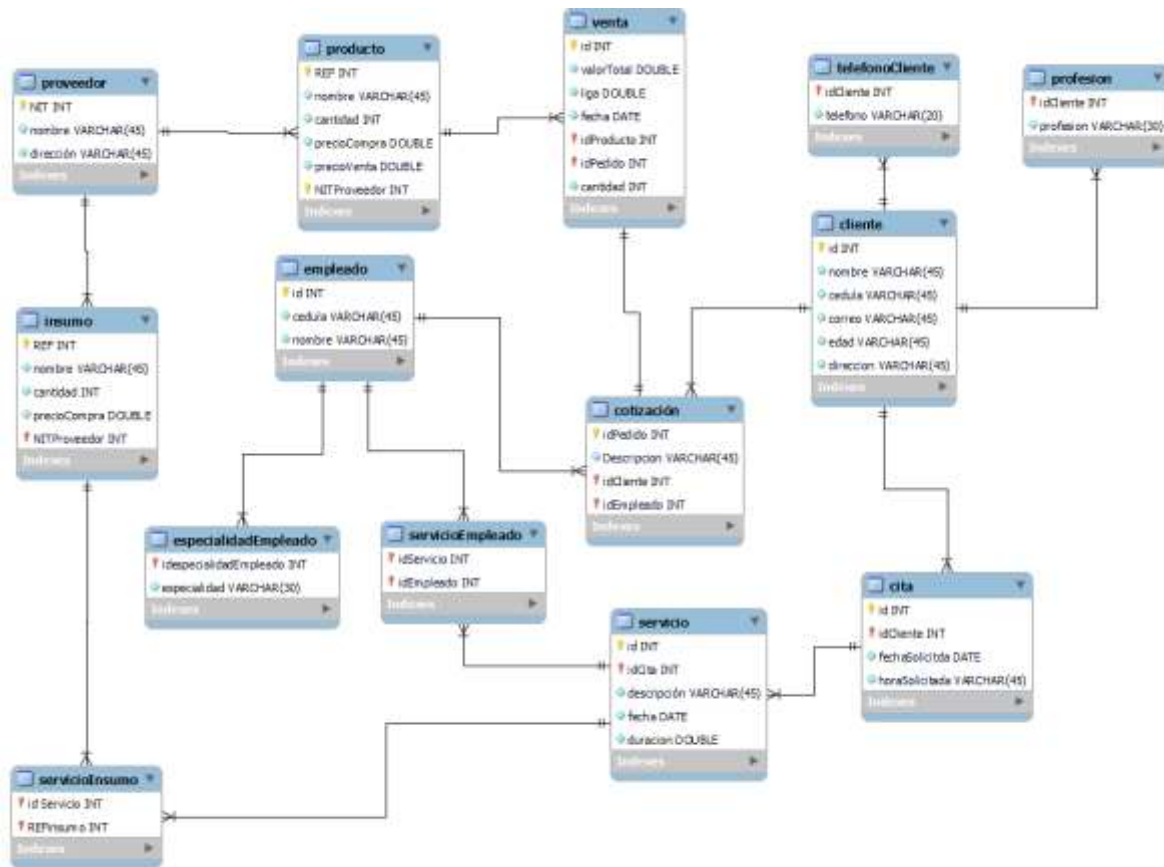 proveedor
NIT INT
nombre VARCHAR(45)
dirección VARCHAR(45)
Indexes
producto
REF INT
nombre VARCHAR(45)
cantidad INT
precioCompra DOUBLE
precioVenta DOUBLE
NITProveedor INT
Indexes
venta
id INT
valorTotal DOUBLE
liga DOUBLE
fecha DATE
idProducto INT
idPedido INT
cantidad INT
Indexes
telefonoCliente
idCliente INT
telefono VARCHAR(20)
Indexes
profesion
idCliente INT
profesion VARCHAR(30)
Indexes
insumo
REF INT
nombre VARCHAR(45)
cantidad INT
precioCompra DOUBLE
NITProveedor INT
Indexes
empleado
id INT
cedula VARCHAR(45)
nombre VARCHAR(45)
Indexes
cliente
id INT
nombre VARCHAR(45)
cedula VARCHAR(45)
correo VARCHAR(45)
edad VARCHAR(45)
direccion VARCHAR(45)
Indexes
cotización
idPedido INT
Descripcion VARCHAR(45)
idCliente INT
idEmpleado INT
Indexes
especialidadEmpleado
idespecialidadEmpleado INT
especialidad VARCHAR(30)
Indexes
servicioEmpleado
idServicio INT
idEmpleado INT
Indexes
servicio
id INT
idCita INT
descripción VARCHAR(45)
fecha DATE
duracion DOUBLE
Indexes
cita
id INT
idCliente INT
fechaSolicitda DATE
horaSolicitada VARCHAR(45)
Indexes
servicioInsumo
idServicio INT
REFinsumo INT
Indexes